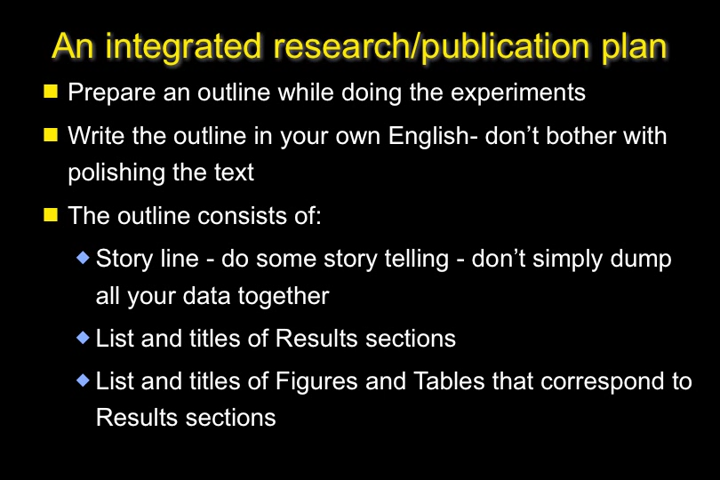 An integrated research/publication plan
Prepare an outline while doing the experiments
Write the outline in your own English- don't bother with
polishing the text
The outline consists of:
Story line - do some story telling - don't simply dump
all your data together
List and titles of Results sections
List and titles of Figures and Tables that correspond to
Results sections